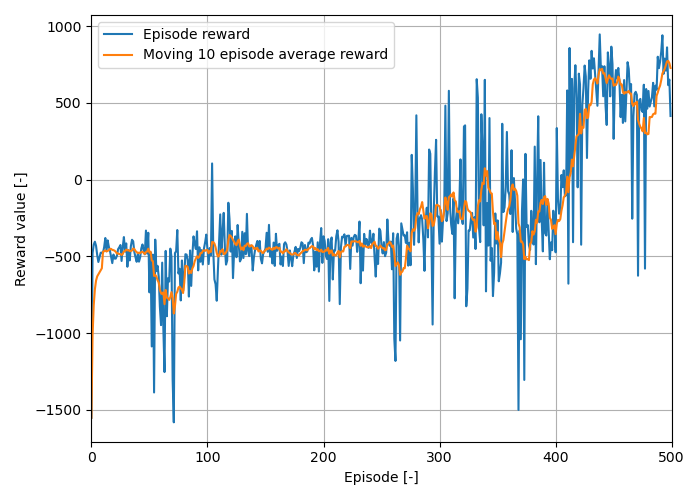 Episode reward
Moving 10 episode average reward
1000
500
0
−500
−1000
−1500
Reward value [-]
0 100 200 300 400 500
Episode [-]